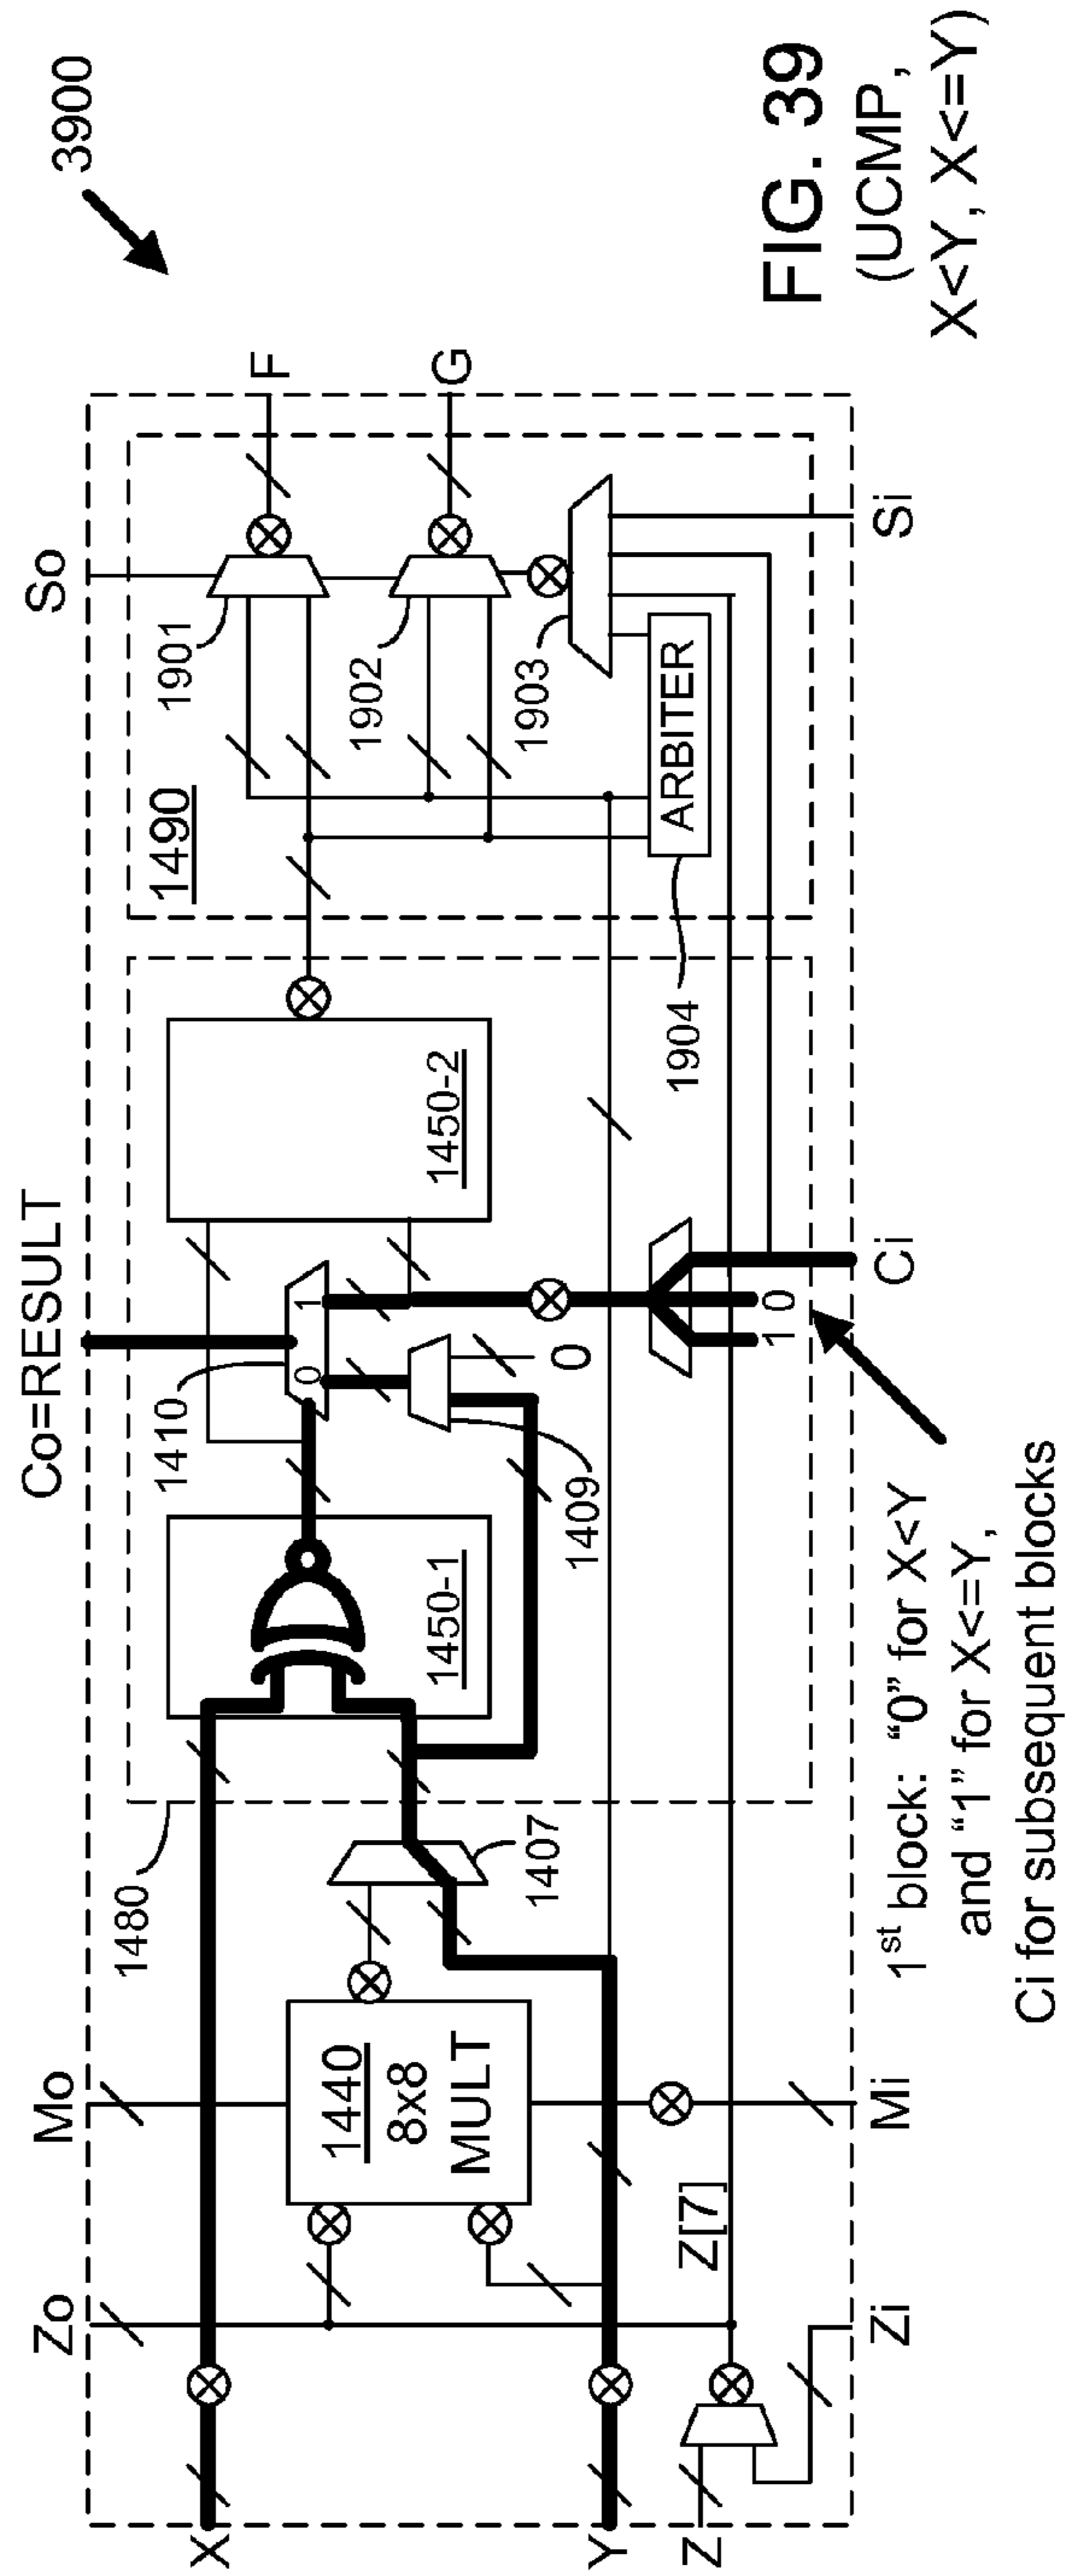 3900
Co=RESULT
So
Mo
Zo
F
G
1901
1902
1903
1490
ARBITER
1904
1450-2
1410
0
1
1409
0
1450-1
1480
1407
1440
8x8
MULT
Z[7]
X
Y
Z
Zi
Mi
1 0
Ci
Si
1st block: “0” for X<Y
and “1” for X<=Y,
Ci for subsequent blocks
FIG. 39
(UCMP,
X<Y, X<=Y)